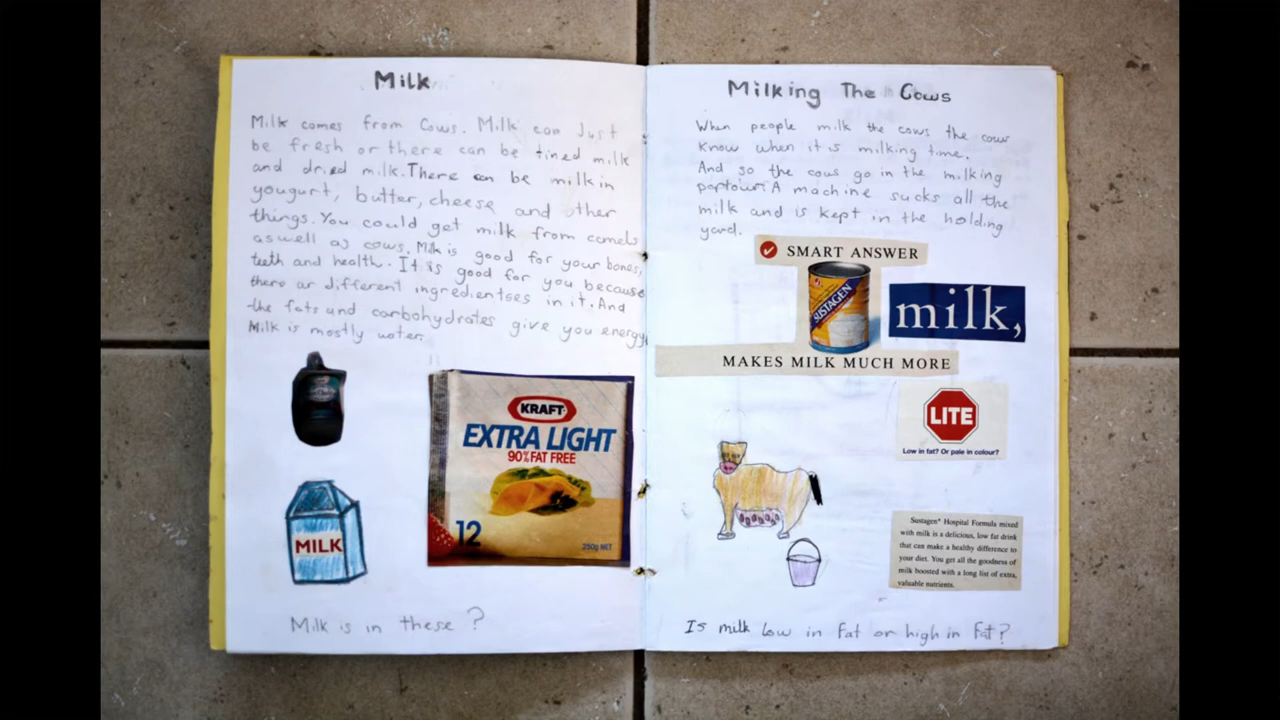 Milk
Milk comes from Cows. Milk can Just
be fresh or there can be tined milk
and dried milk. There can be milk in
yougurt, butter, cheese and other
things. You could get milk from camels
aswell as cows. Milk is good for your bones,
teeth and health. It is good for you because
there ar different ingredientses in it. And
the fats and carbohydrates give you energy
Milk is mostly water.
KRAFT
EXTRA LIGHT
90% FAT FREE
12
250g NET
MILK
Milk is in these?
Milking The Cows
When people milk the cows the cow
know when it is milking time.
And so the cows go in the milking
portour. A machine sucks all the
milk and is kept in the holding
yard.
SMART ANSWER
SUSTAGEN
milk,
MAKES MILK MUCH MORE
LITE
Low in fat? Or pale in colour?
Sustagen* Hospital Formula mixed
with milk is a delicious, low fat drink
that can make a healthy difference to
your diet. You get all the goodness of
milk boosted with a long list of extra,
valuable nutrients.
Is milk low in fat or high in fat?